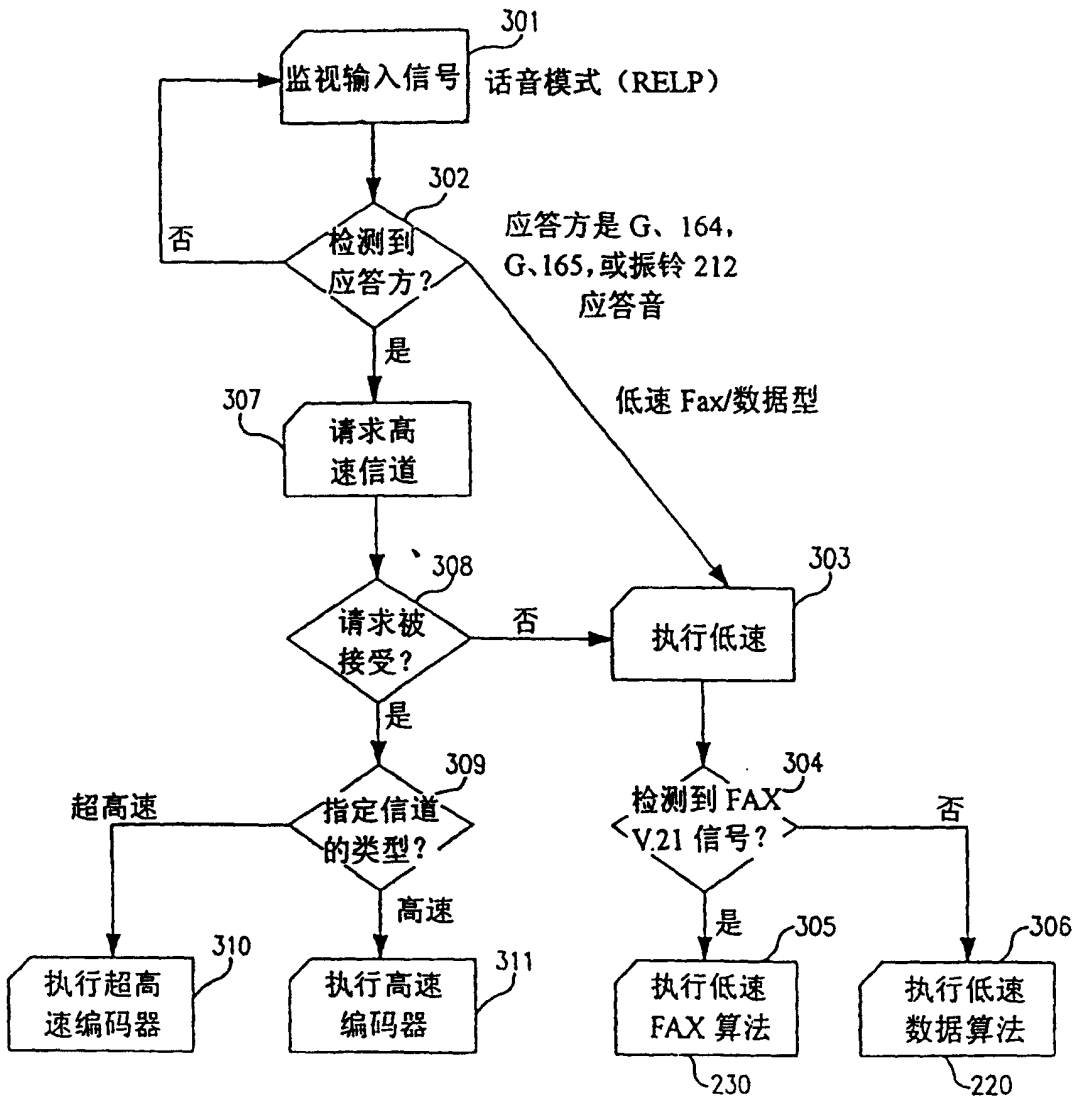 301
监视输入信号
话音模式（RELP）
302
检测到
应答方?
否
应答方是 G、164，
G、165，或振铃 212
应答音
是
低速 Fax/数据型
307
请求高
速信道
308
请求被
接受?
否
303
执行低速
是
309
指定信道
的类型?
超高速
高速
304
检测到 FAX
V.21 信号?
否
是
310
执行超高
速编码器
311
执行高速
编码器
305
执行低速
FAX 算法
230
306
执行低速
数据算法
220